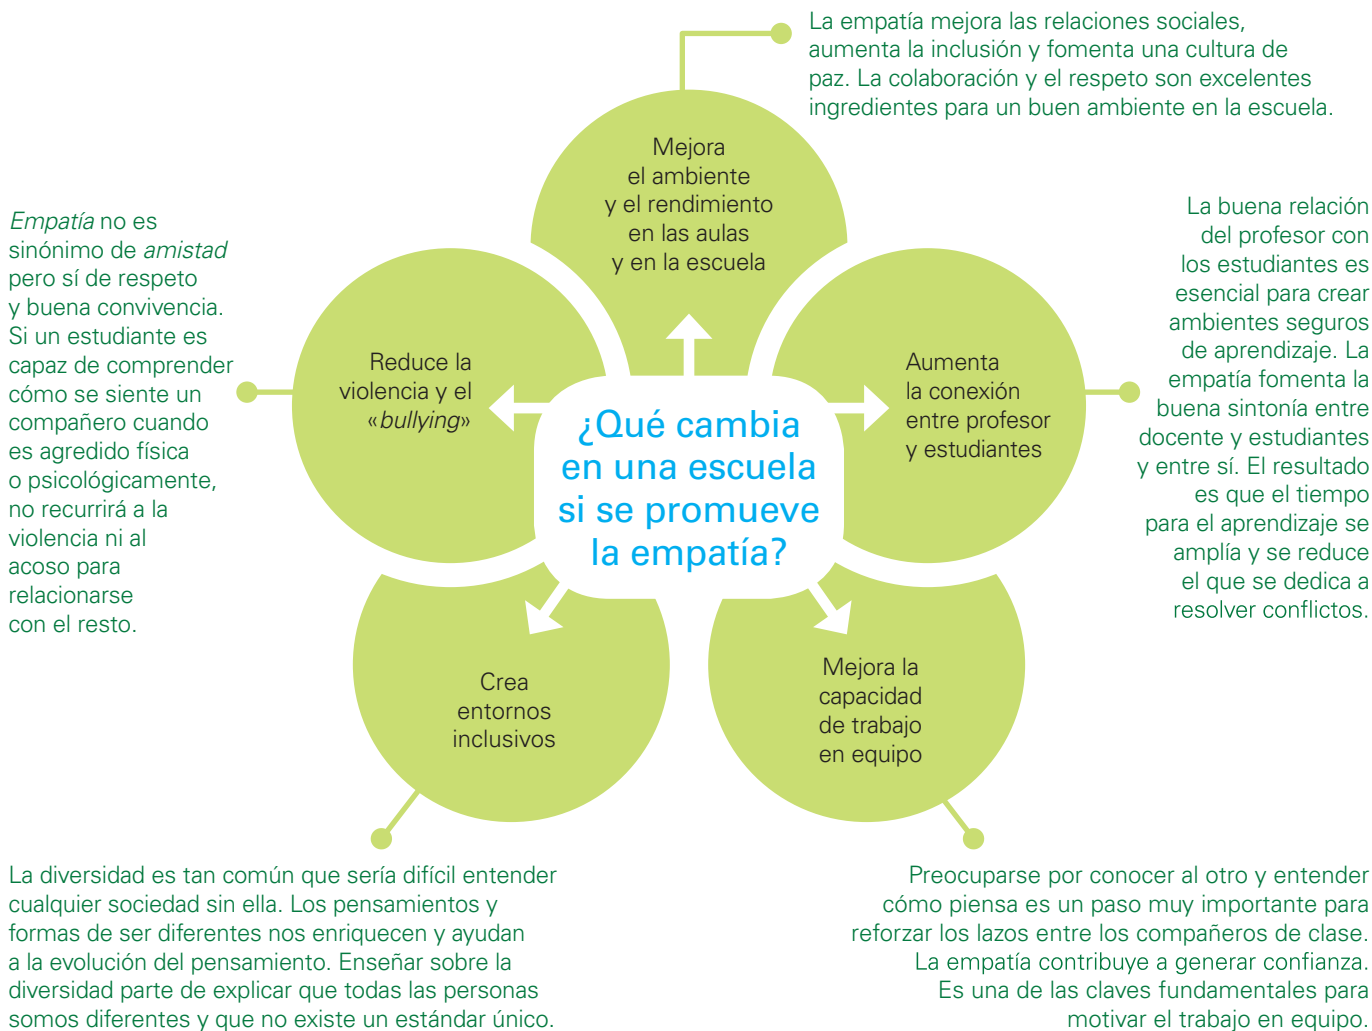 La empatía mejora las relaciones sociales,
aumenta la inclusión y fomenta una cultura de
paz. La colaboración y el respeto son excelentes
ingredientes para un buen ambiente en la escuela.
Mejora
el ambiente
y el rendimiento
en las aulas
y en la escuela
Empatía no es
sinónimo de amistad
pero sí de respeto
y buena convivencia.
Si un estudiante es
capaz de comprender
cómo se siente un
compañero cuando
es agredido física
o psicológicamente,
no recurrirá a la
violencia ni al
acoso para
relacionarse
con el resto.
Reduce la
violencia y el
«bullying»
¿Qué cambia
en una escuela
si se promueve
la empatía?
Aumenta
la conexión
entre profesor
y estudiantes
La buena relación
del profesor con
los estudiantes es
esencial para crear
ambientes seguros
de aprendizaje. La
empatía fomenta la
buena sintonía entre
docente y estudiantes
y entre sí. El resultado
es que el tiempo
para el aprendizaje se
amplía y se reduce
el que se dedica a
resolver conflictos.
Crea
entornos
inclusivos
Mejora la
capacidad
de trabajo
en equipo
La diversidad es tan común que sería difícil entender
cualquier sociedad sin ella. Los pensamientos y
formas de ser diferentes nos enriquecen y ayudan
a la evolución del pensamiento. Enseñar sobre la
diversidad parte de explicar que todas las personas
somos diferentes y que no existe un estándar único.
Preocuparse por conocer al otro y entender
cómo piensa es un paso muy importante para
reforzar los lazos entre los compañeros de clase.
La empatía contribuye a generar confianza.
Es una de las claves fundamentales para
motivar el trabajo en equipo.